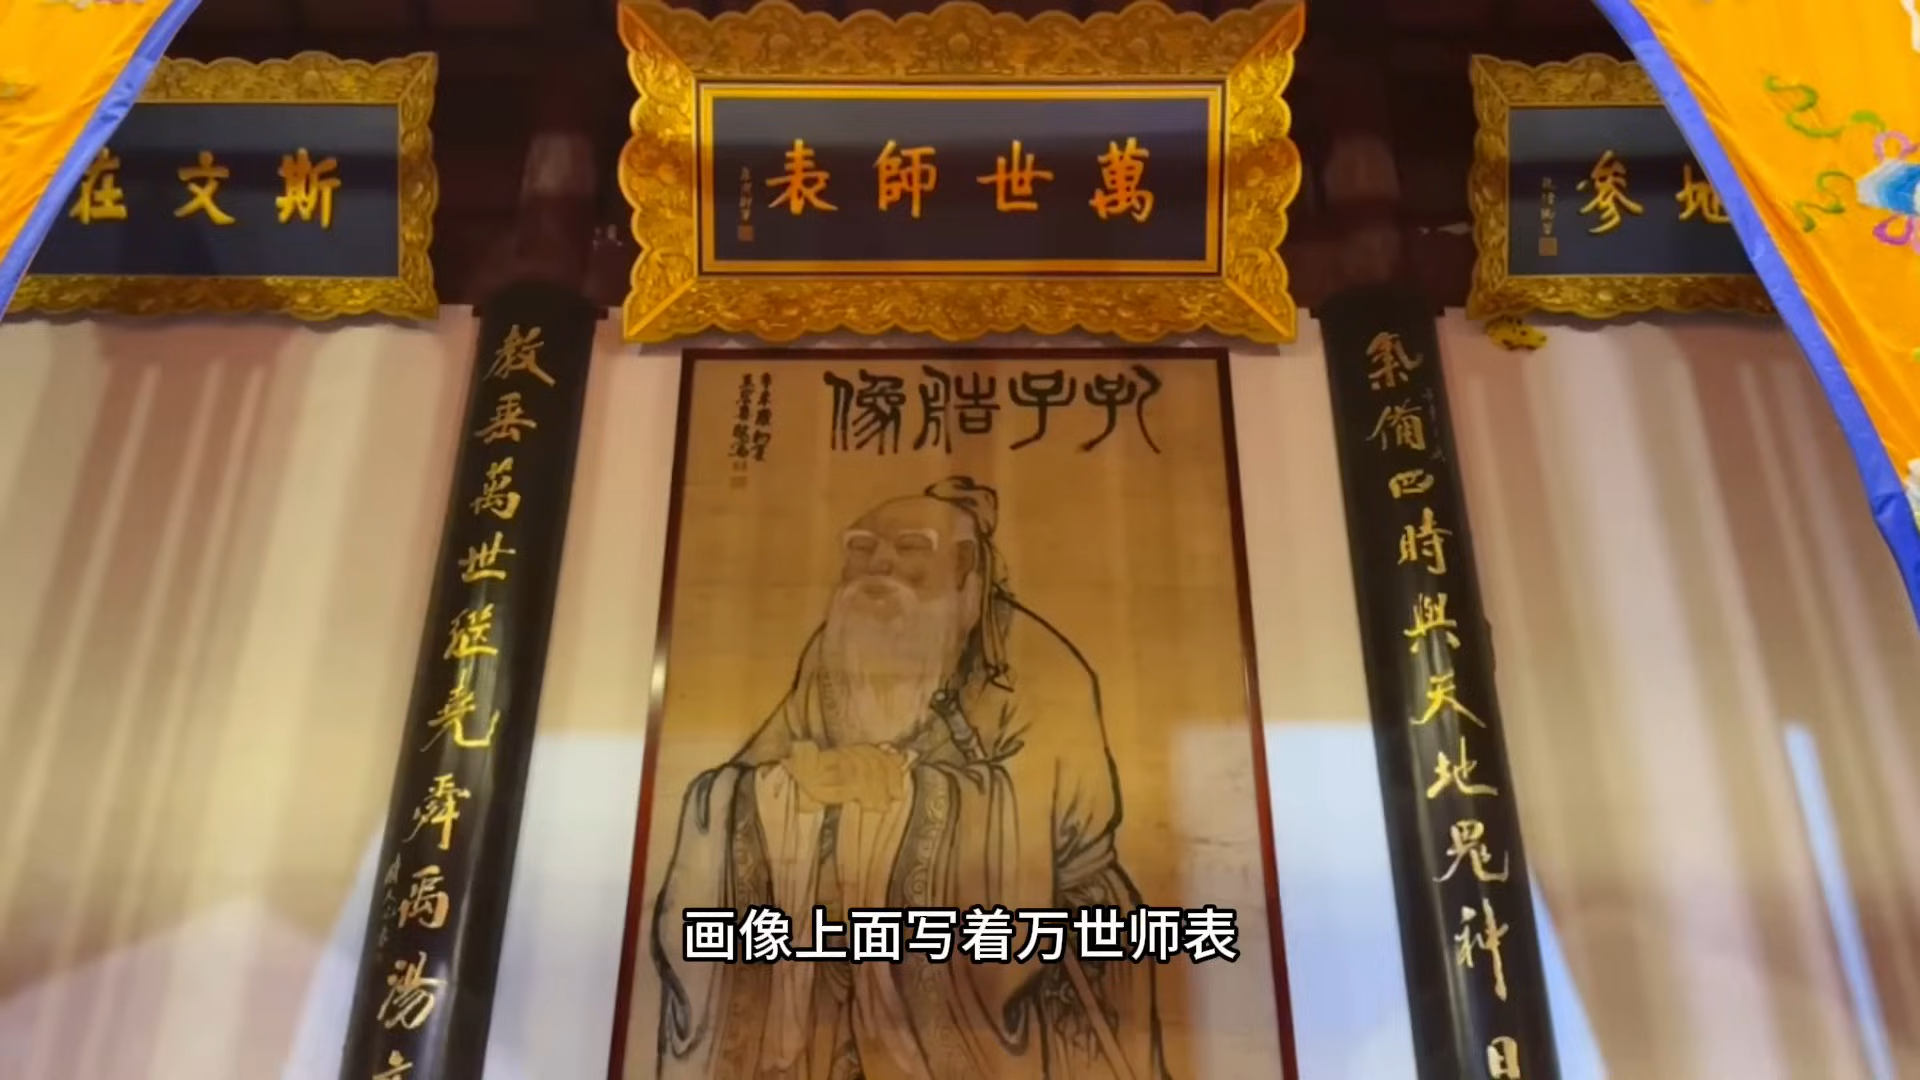 萬世師表
斯文在
地參
孔子皓像
氣備四時與天地鬼神日
教垂萬世繼堯舜禹湯文
画像上面写着万世师表